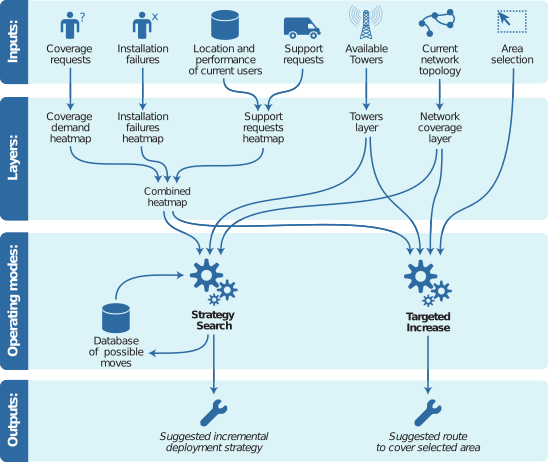 Inputs:
?
x
Coverage
requests
Installation
failures
Location and
performance
of current users
Support
requests
Available
Towers
Current
network
topology
Area
selection
Layers:
Coverage
demand
heatmap
Installation
failures
heatmap
Support
requests
heatmap
Towers
layer
Network
coverage
layer
Combined
heatmap
Operating modes:
Strategy
Search
Targeted
Increase
Database
of possible
moves
Outputs:
Suggested incremental
deployment strategy
Suggested route
to cover selected area